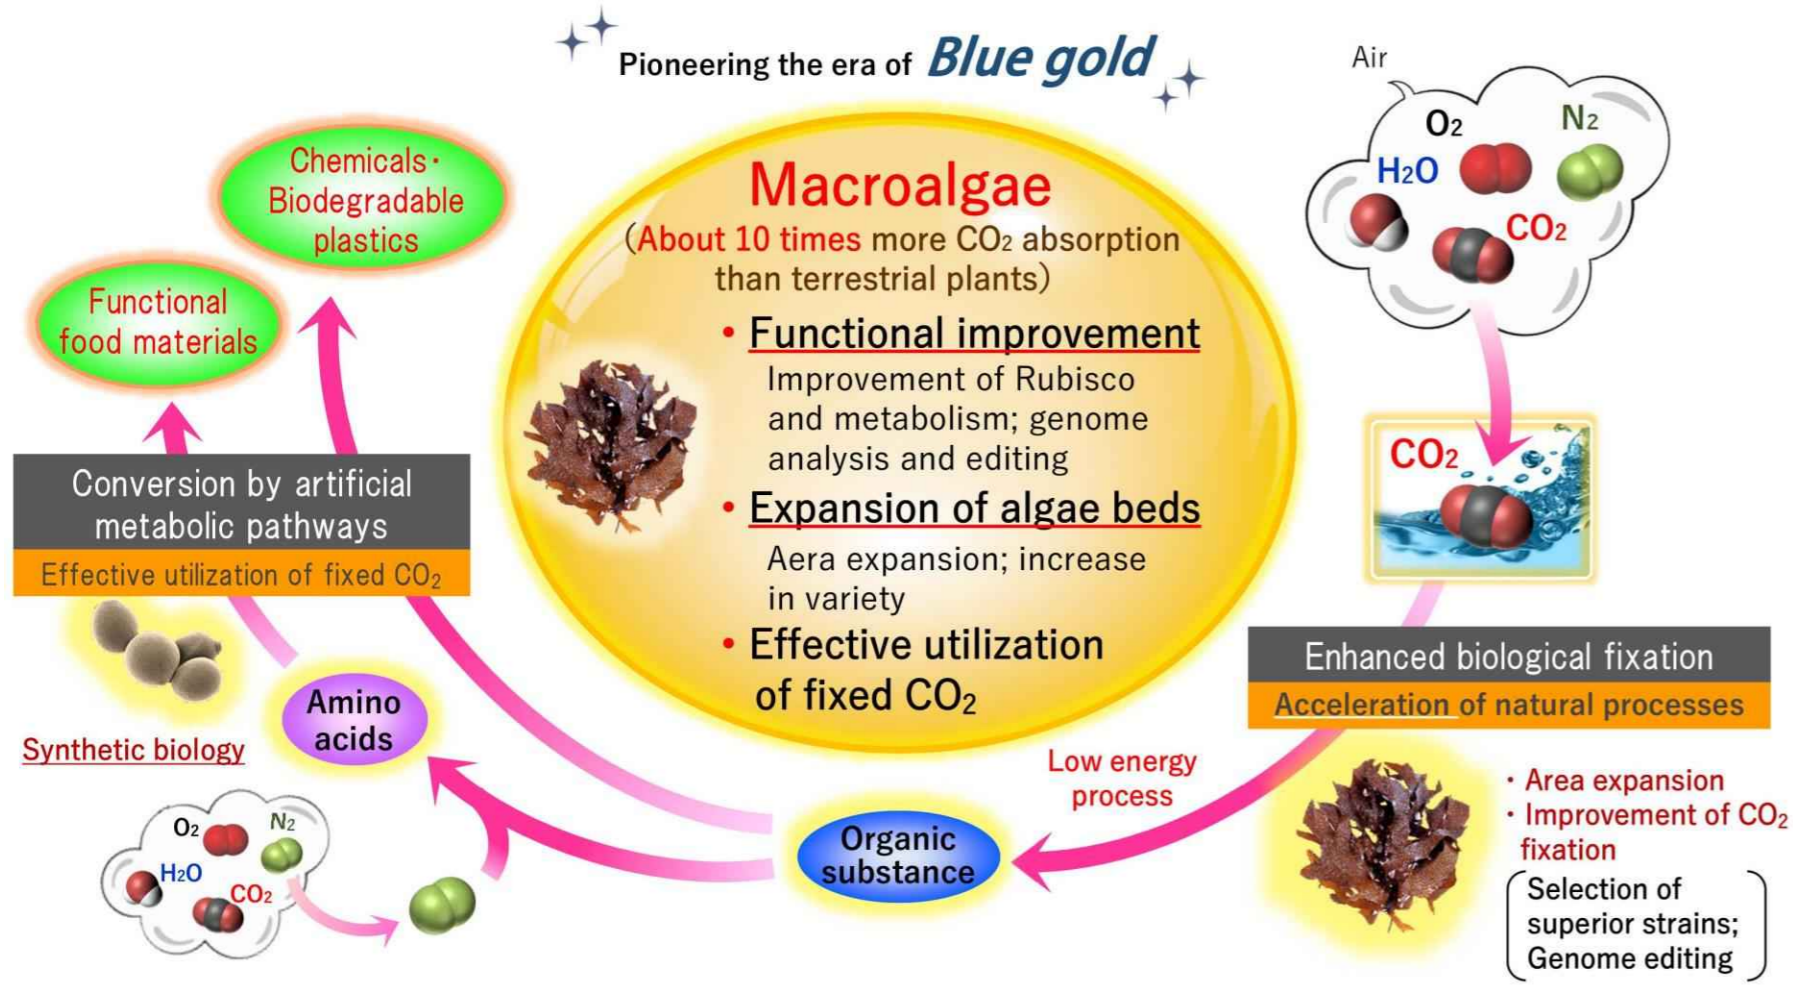 Pioneering the era of Blue gold
Air
O2
N2
H2O
CO2
Macroalgae
(About 10 times more CO2 absorption
than terrestrial plants)
• Functional improvement
Improvement of Rubisco
and metabolism; genome
analysis and editing
• Expansion of algae beds
Aera expansion; increase
in variety
• Effective utilization
of fixed CO2
Chemicals・
Biodegradable
plastics
Functional
food materials
Conversion by artificial
metabolic pathways
Effective utilization of fixed CO2
Amino
acids
Synthetic biology
O2
N2
H2O
CO2
Organic
substance
Low energy
process
CO2
Enhanced biological fixation
Acceleration of natural processes
・Area expansion
・Improvement of CO2
fixation
Selection of
superior strains;
Genome editing